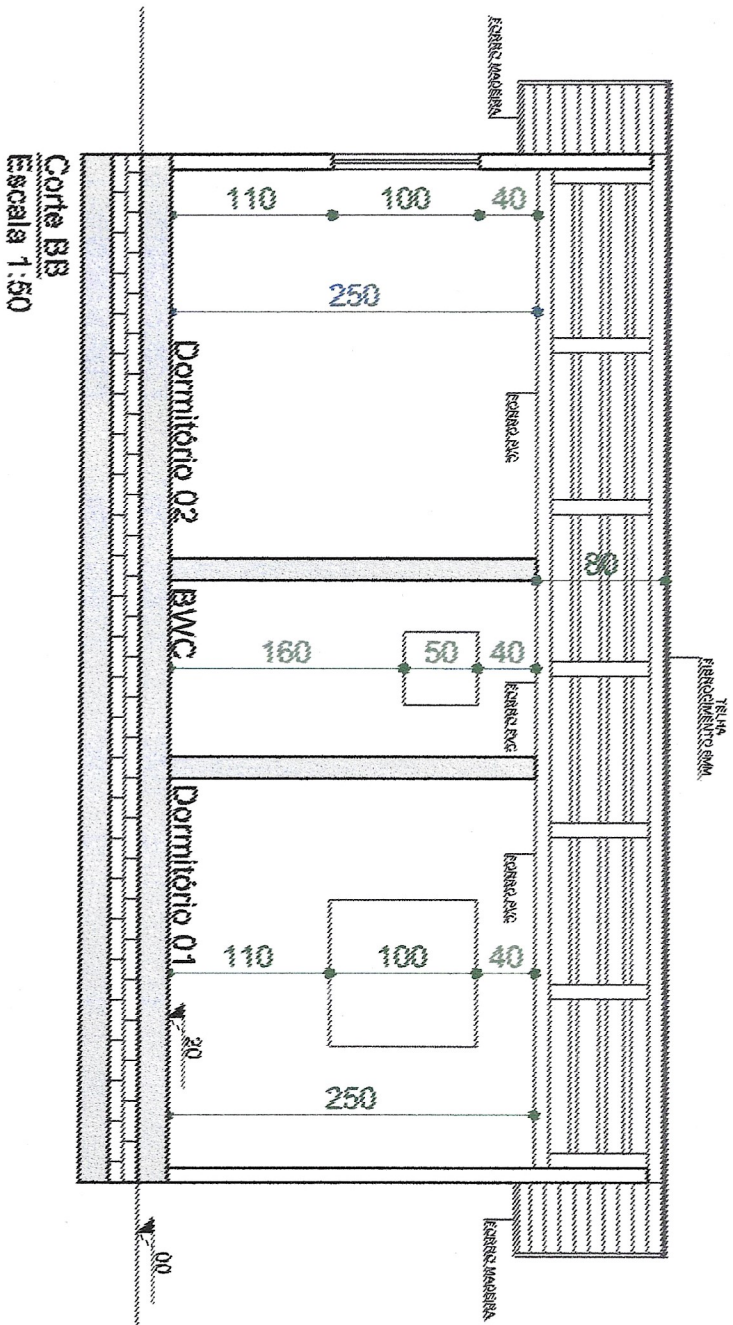 TELHA
FIBROCIMENTO 6MM
FORRO MADEIRA
FORRO MADEIRA
80
FORRO PVC
FORRO PVC
FORRO PVC
40
100
110
250
40
50
160
40
100
110
250
Dormitório 02
BWC
Dormitório 01
20
00
Corte BB
Escala 1:50